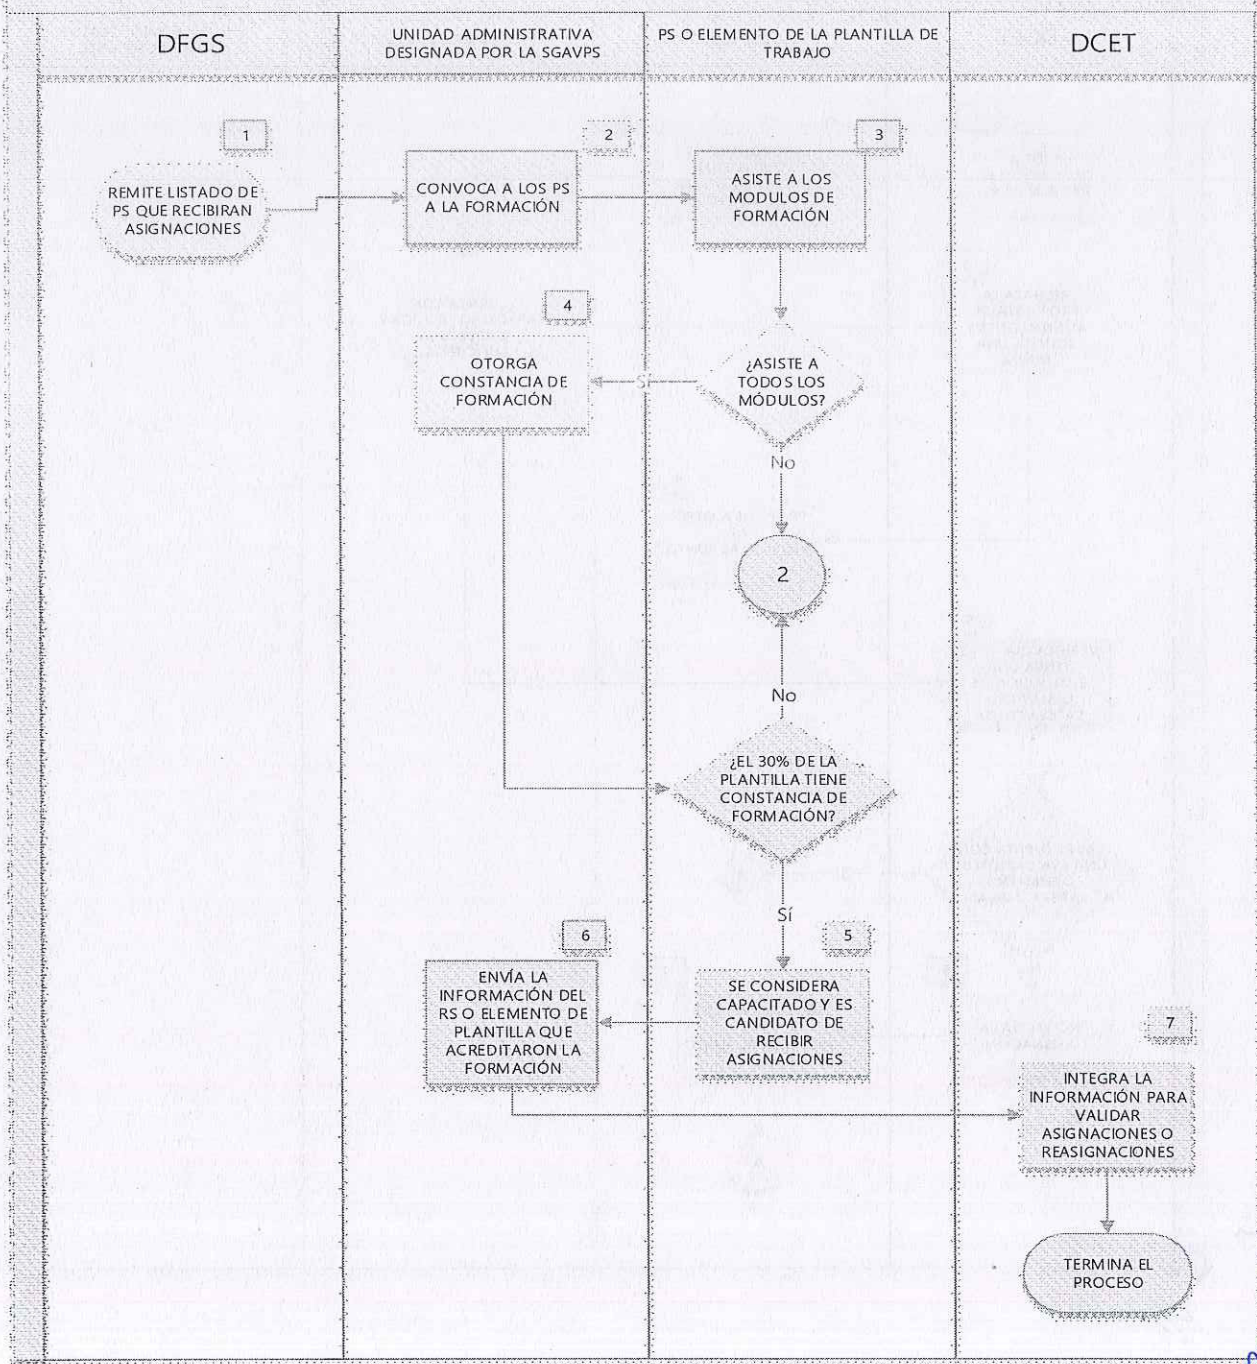 DFGS
UNIDAD ADMINISTRATIVA
DESIGNADA POR LA SGAVPS
PS O ELEMENTO DE LA PLANTILLA DE
TRABAJO
DCET
1
REMITE LISTADO DE
PS QUE RECIBIRAN
ASIGNACIONES
2
CONVOCA A LOS PS
A LA FORMACIÓN
3
ASISTE A LOS
MODULOS DE
FORMACIÓN
4
OTORGA
CONSTANCIA DE
FORMACIÓN
Sí
¿ASISTE A
TODOS LOS
MÓDULOS?
No
2
No
¿EL 30% DE LA
PLANTILLA TIENE
CONSTANCIA DE
FORMACIÓN?
Sí
5
SE CONSIDERA
CAPACITADO Y ES
CANDIDATO DE
RECIBIR
ASIGNACIONES
6
ENVÍA LA
INFORMACIÓN DEL
RS O ELEMENTO DE
PLANTILLA QUE
ACREDITARON LA
FORMACIÓN
7
INTEGRA LA
INFORMACIÓN PARA
VALIDAR
ASIGNACIONES O
REASIGNACIONES
TERMINA EL
PROCESO